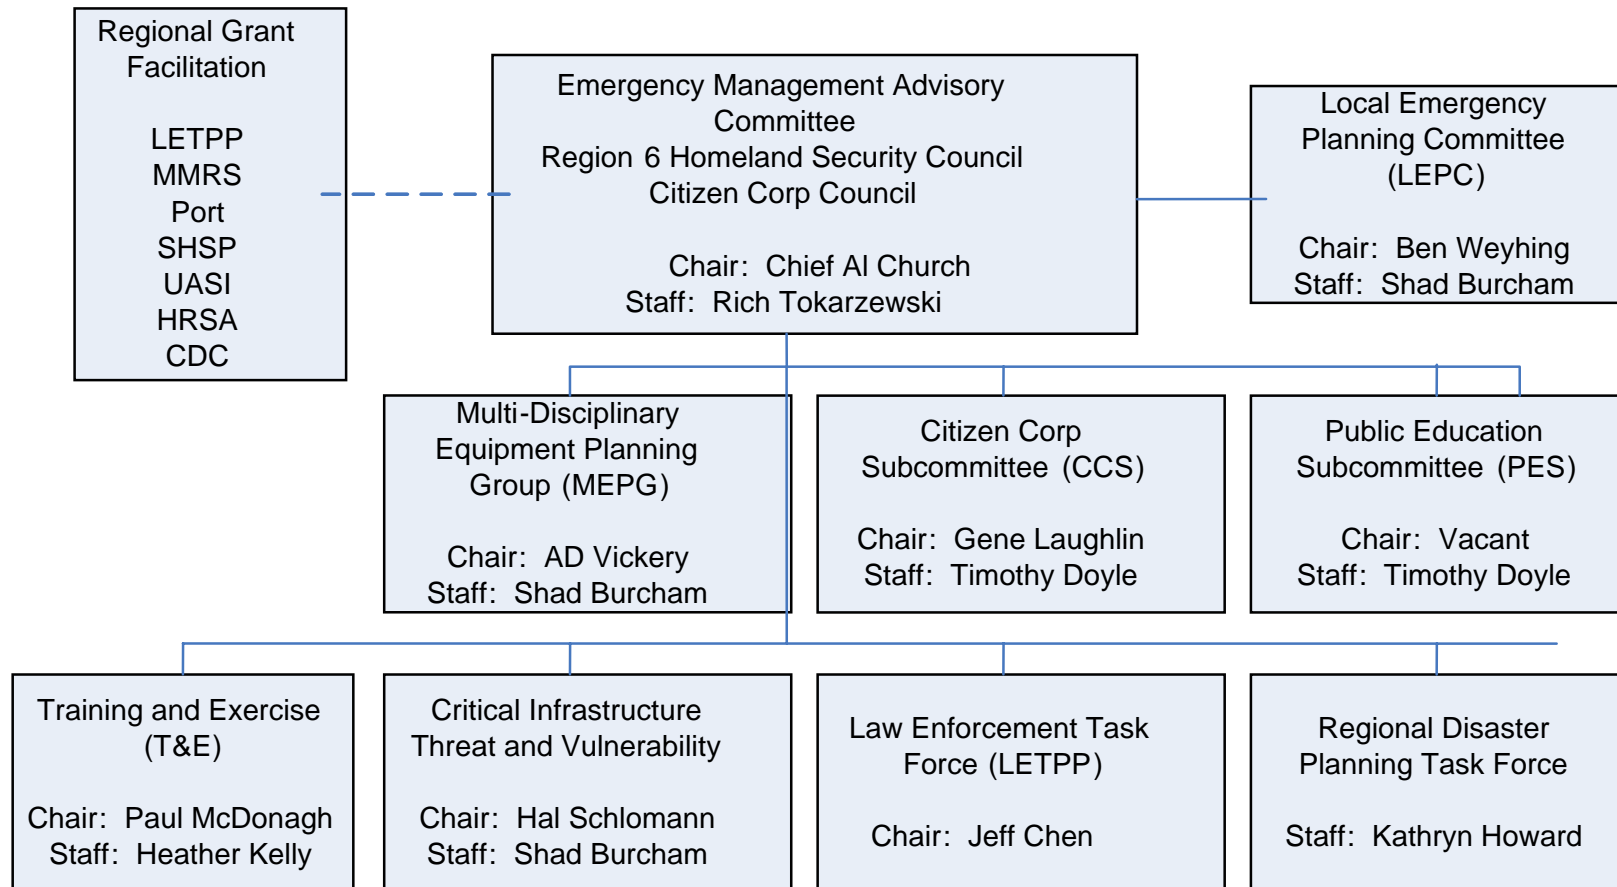 Regional Grant
Facilitation
LETPP
MMRS
Port
SHSP
UASI
HRSA
CDC
Emergency Management Advisory
Committee
Region 6 Homeland Security Council
Citizen Corp Council
Chair: Chief Al Church
Staff: Rich Tokarzewski
Local Emergency
Planning Committee
(LEPC)
Chair: Ben Weyhing
Staff: Shad Burcham
Multi-Disciplinary
Equipment Planning
Group (MEPG)
Chair: AD Vickery
Staff: Shad Burcham
Citizen Corp
Subcommittee (CCS)
Chair: Gene Laughlin
Staff: Timothy Doyle
Public Education
Subcommittee (PES)
Chair: Vacant
Staff: Timothy Doyle
Training and Exercise
(T&E)
Chair: Paul McDonagh
Staff: Heather Kelly
Critical Infrastructure
Threat and Vulnerability
Chair: Hal Schlomann
Staff: Shad Burcham
Law Enforcement Task
Force (LETPP)
Chair: Jeff Chen
Regional Disaster
Planning Task Force
Staff: Kathryn Howard